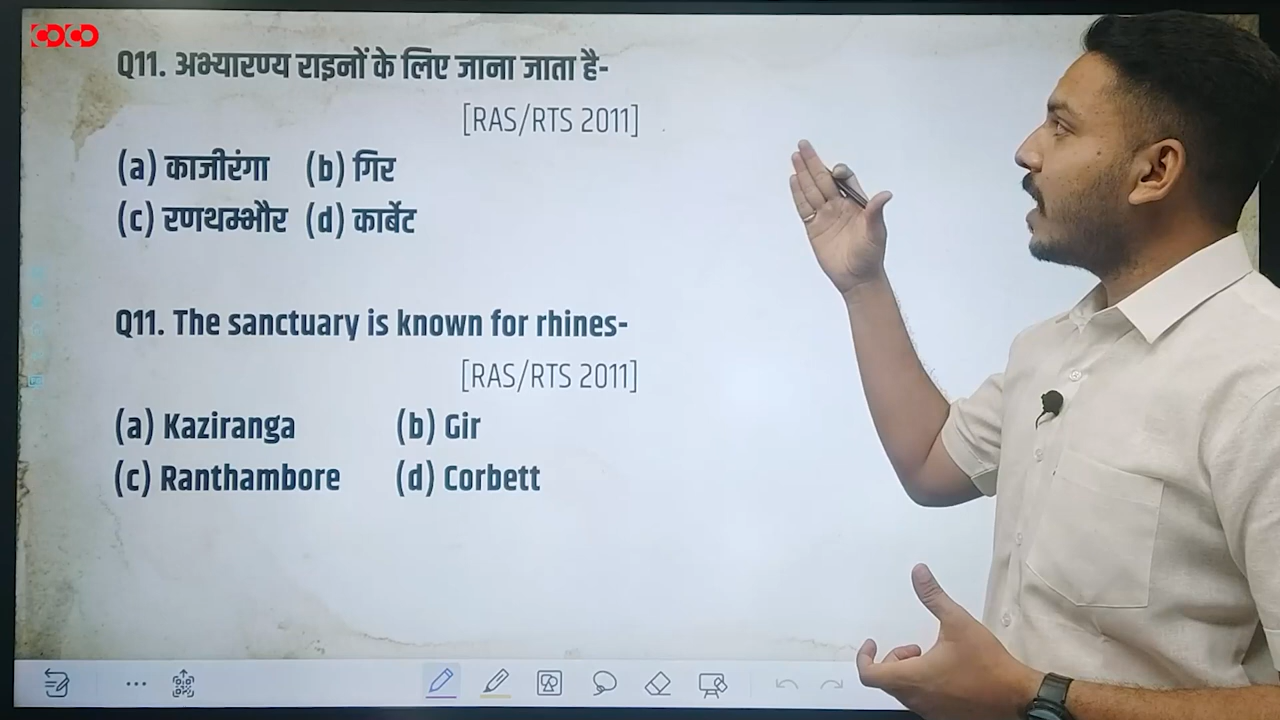 Q11. अभ्यारण्य राइनों के लिए जाना जाता है-
[RAS/RTS 2011]
(a) काजीरंगा (b) गिर
(c) रणथम्भौर (d) कार्बेट
Q11. The sanctuary is known for rhines-
[RAS/RTS 2011]
(a) Kaziranga (b) Gir
(c) Ranthambore (d) Corbett